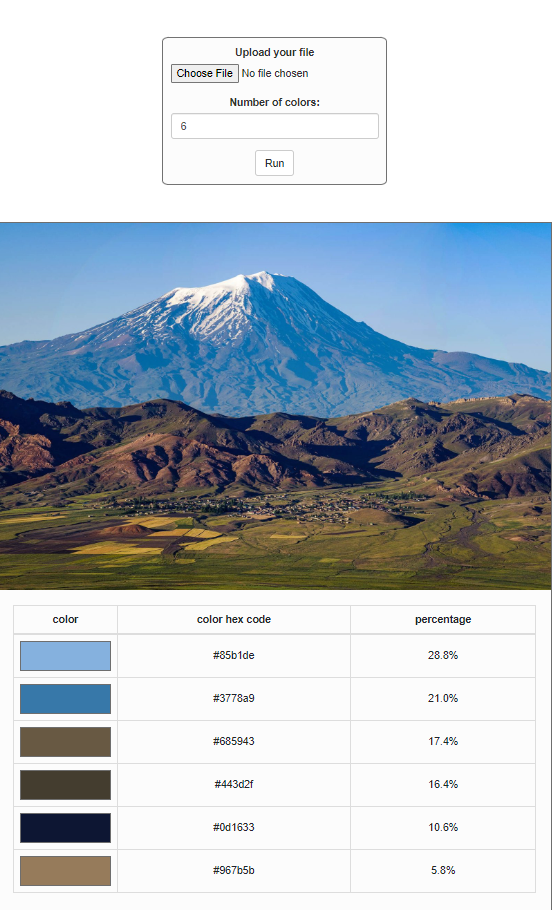 Upload your file
Choose File No file chosen
Number of colors:
6
Run
color color hex code percentage
#85b1de 28.8%
#3778a9 21.0%
#685943 17.4%
#443d2f 16.4%
#0d1633 10.6%
#967b5b 5.8%